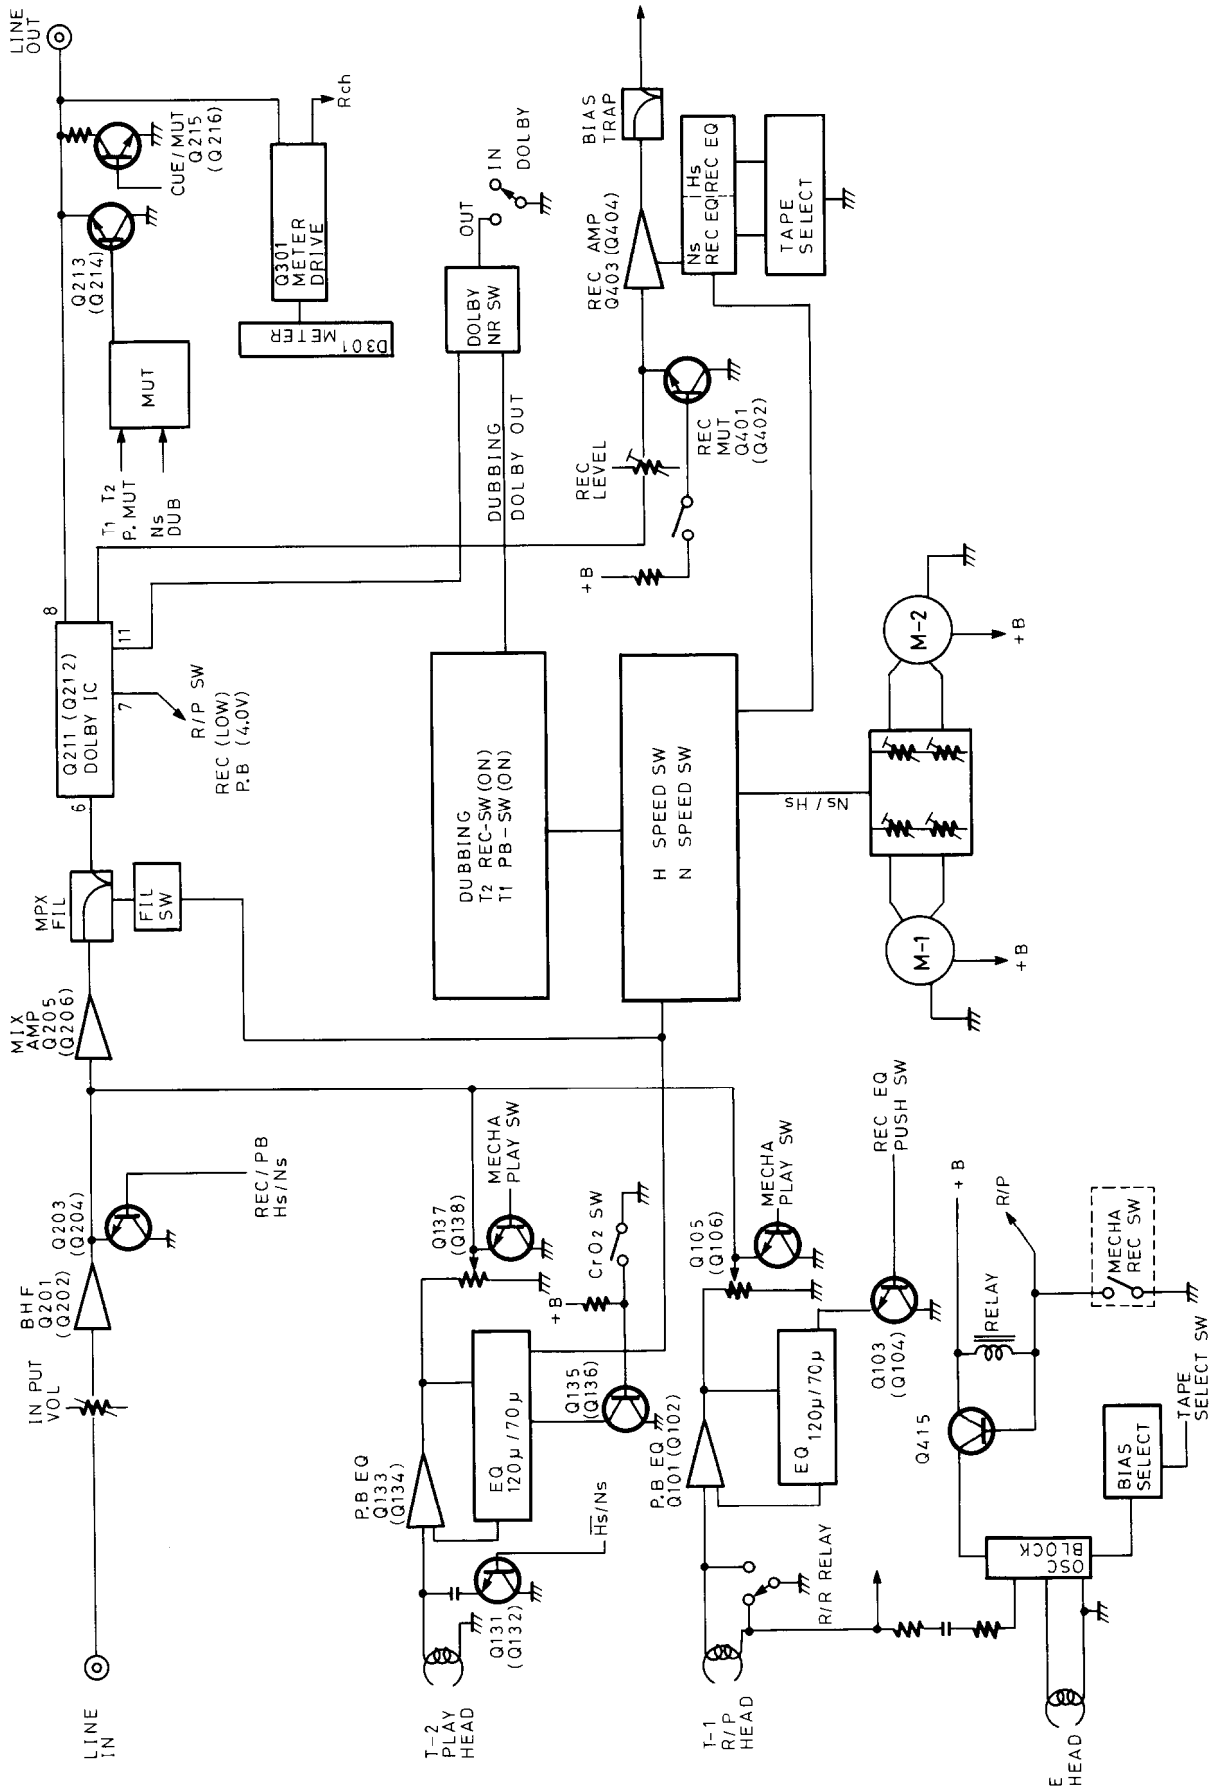 LINE
IN
INPUT
VOL
BHF
Q201
(Q202)
Q203
(Q204)
REC/PB
Hs/Ns
MIX
AMP
Q205
(Q206)
MPX
FIL
FIL
SW
6
Q211 (Q212)
DOLBY IC
8
7
11
R/P SW
REC (LOW)
P.B (4.0V)
T1 T2
P.MUT
Ns
DUB
MUT
Q213
(Q214)
CUE/MUT
Q215
(Q216)
LINE
OUT
D301
METER
Q301
METER
DRIVE
Rch
T-2
PLAY
HEAD
Q131
(Q132)
Hs/Ns
P.B EQ
Q133
(Q134)
EQ
120μ/70μ
Q135
(Q136)
+B
CrO2 SW
Q137
(Q138)
MECHA
PLAY SW
DUBBING
T2 REC-SW(ON)
T1 PB-SW(ON)
DUBBING
DOLBY OUT
DOLBY
NR SW
OUT
IN
DOLBY
H SPEED SW
N SPEED SW
+B
REC
LEVEL
REC
MUT
Q401
(Q402)
REC AMP
Q403(Q404)
BIAS
TRAP
Ns
REC EQ
Hs
REC EQ
TAPE
SELECT
T-1
R/P
HEAD
R/R RELAY
P.B EQ
Q101(Q102)
EQ
120μ/70μ
Q103
(Q104)
Q105
(Q106)
MECHA
PLAY SW
REC EQ
PUSH SW
Ns/Hs
M-1
+B
M-2
+B
E
HEAD
OSC
BLOCK
Q415
RELAY
+B
R/P
MECHA
REC SW
BIAS
SELECT
TAPE
SELECT SW